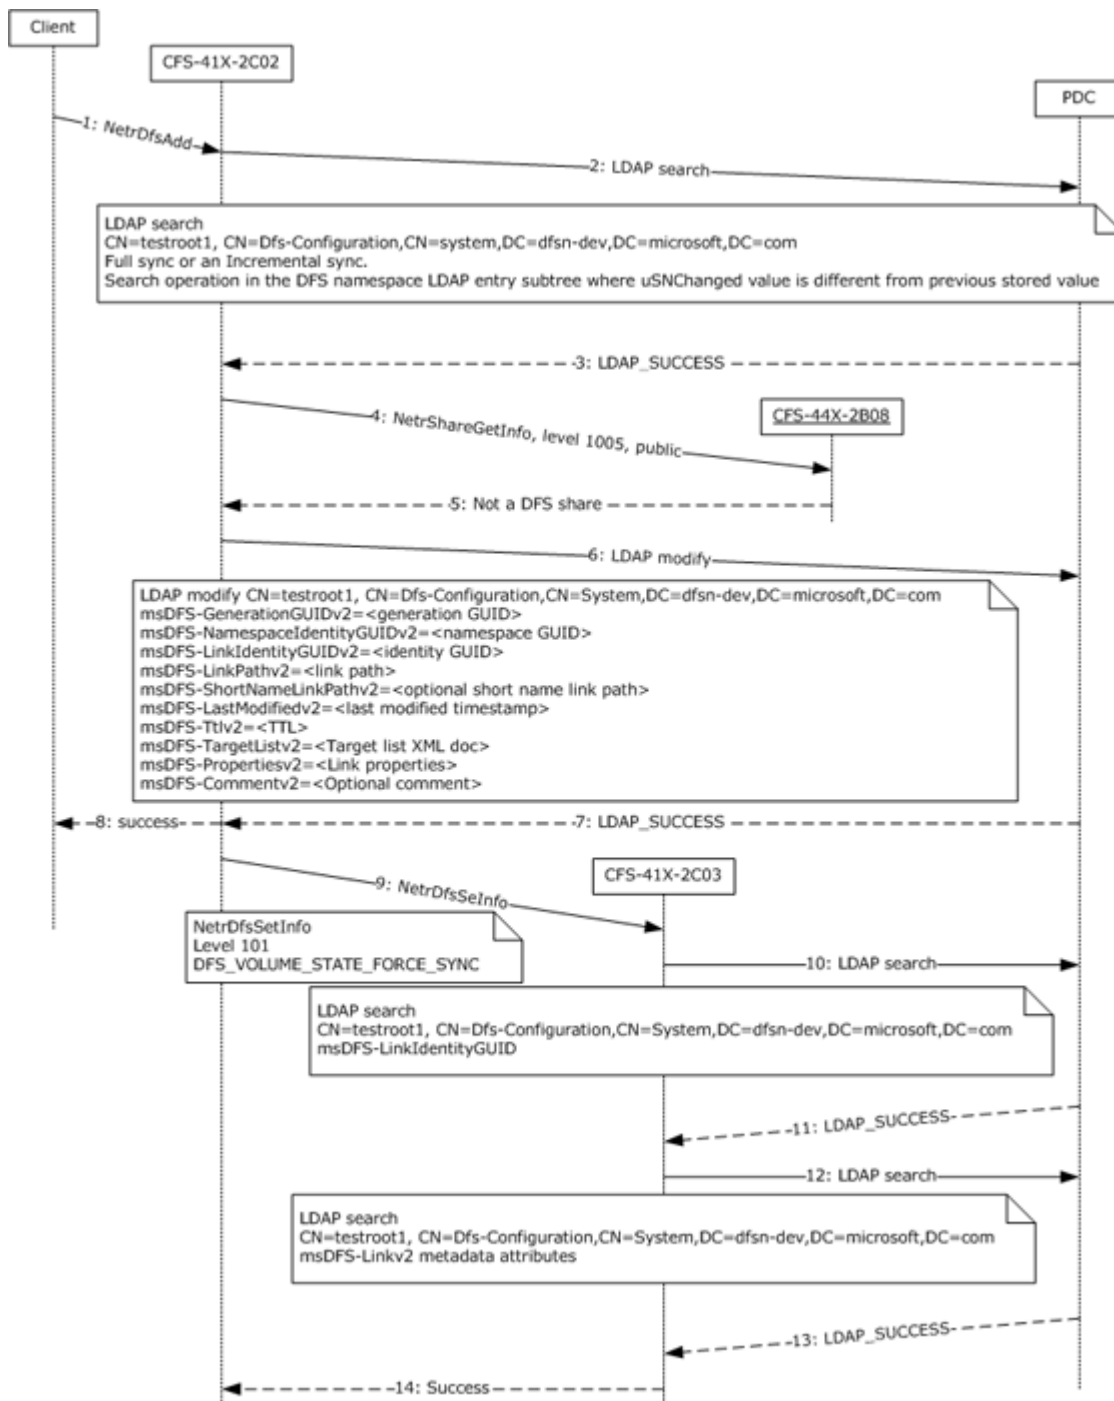 Client
CFS-41X-2C02
PDC
1: NetrDfsAdd
2: LDAP search
LDAP search
CN=testroot1, CN=Dfs-Configuration,CN=system,DC=dfsn-dev,DC=microsoft,DC=com
Full sync or an Incremental sync.
Search operation in the DFS namespace LDAP entry subtree where uSNChanged value is different from previous stored value
3: LDAP_SUCCESS
4: NetrShareGetInfo, level 1005, public
CFS-44X-2B08
5: Not a DFS share
6: LDAP modify
LDAP modify CN=testroot1, CN=Dfs-Configuration,CN=System,DC=dfsn-dev,DC=microsoft,DC=com
msDFS-GenerationGUIDv2=<generation GUID>
msDFS-NamespaceIdentityGUIDv2=<namespace GUID>
msDFS-LinkIdentityGUIDv2=<identity GUID>
msDFS-LinkPathv2=<link path>
msDFS-ShortNameLinkPathv2=<optional short name link path>
msDFS-LastModifiedv2=<last modified timestamp>
msDFS-Ttlv2=<TTL>
msDFS-TargetListv2=<Target list XML doc>
msDFS-Propertiesv2=<Link properties>
msDFS-Commentv2=<Optional comment>
8: success
7: LDAP_SUCCESS
9: NetrDfsSeInfo
CFS-41X-2C03
NetrDfsSetInfo
Level 101
DFS_VOLUME_STATE_FORCE_SYNC
10: LDAP search
LDAP search
CN=testroot1, CN=Dfs-Configuration,CN=System,DC=dfsn-dev,DC=microsoft,DC=com
msDFS-LinkIdentityGUID
11: LDAP_SUCCESS
12: LDAP search
LDAP search
CN=testroot1, CN=Dfs-Configuration,CN=System,DC=dfsn-dev,DC=microsoft,DC=com
msDFS-Linkv2 metadata attributes
13: LDAP_SUCCESS
14: Success